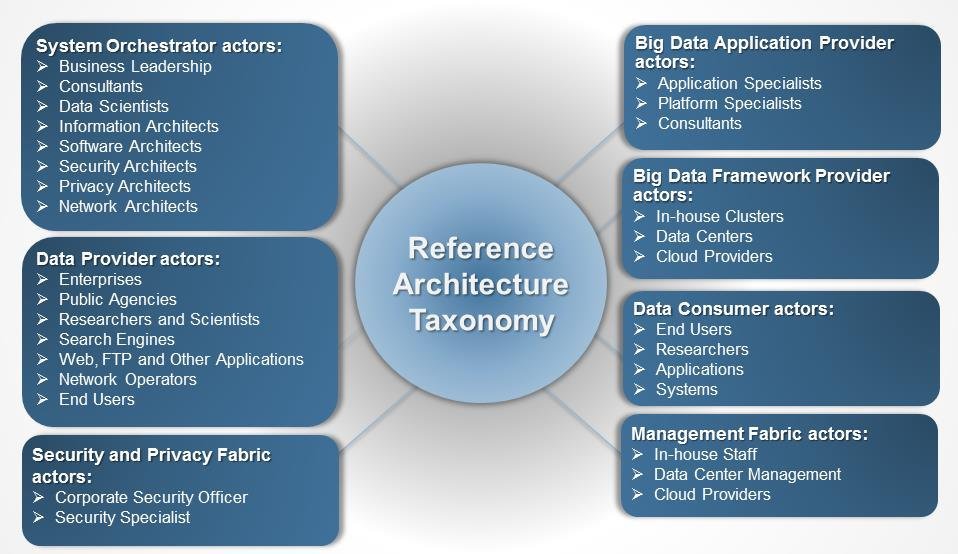 System Orchestrator actors:
➢ Business Leadership
➢ Consultants
➢ Data Scientists
➢ Information Architects
➢ Software Architects
➢ Security Architects
➢ Privacy Architects
➢ Network Architects
Data Provider actors:
➢ Enterprises
➢ Public Agencies
➢ Researchers and Scientists
➢ Search Engines
➢ Web, FTP and Other Applications
➢ Network Operators
➢ End Users
Security and Privacy Fabric
actors:
➢ Corporate Security Officer
➢ Security Specialist
Reference
Architecture
Taxonomy
Big Data Application Provider
actors:
➢ Application Specialists
➢ Platform Specialists
➢ Consultants
Big Data Framework Provider
actors:
➢ In-house Clusters
➢ Data Centers
➢ Cloud Providers
Data Consumer actors:
➢ End Users
➢ Researchers
➢ Applications
➢ Systems
Management Fabric actors:
➢ In-house Staff
➢ Data Center Management
➢ Cloud Providers